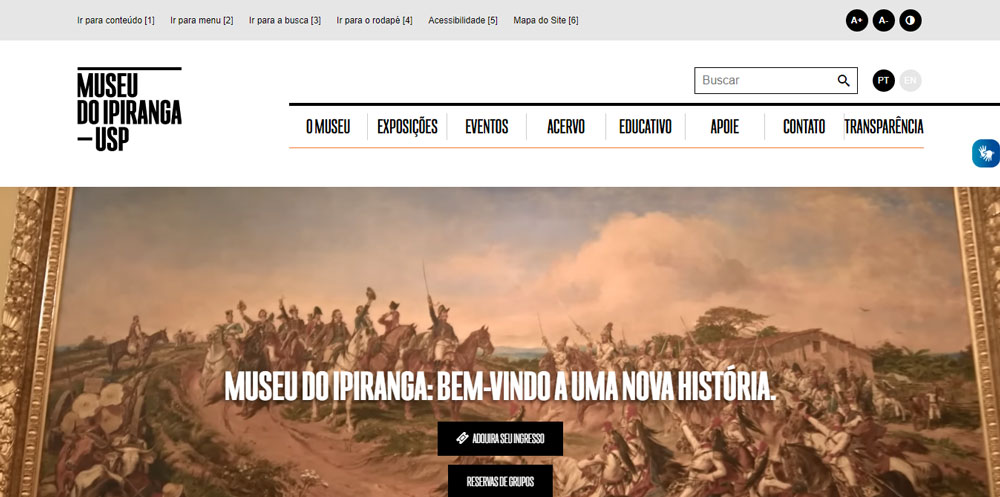 Ir para conteúdo [1] Ir para menu [2] Ir para a busca [3] Ir para o rodapé [4] Acessibilidade [5] Mapa do Site [6] A+ A-
MUSEU
DO IPIRANGA
—USP
Buscar PT EN
O MUSEU EXPOSIÇÕES EVENTOS ACERVO EDUCATIVO APOIE CONTATO TRANSPARÊNCIA
MUSEU DO IPIRANGA: BEM-VINDO A UMA NOVA HISTÓRIA.
ADQUIRA SEU INGRESSO
RESERVAS DE GRUPOS